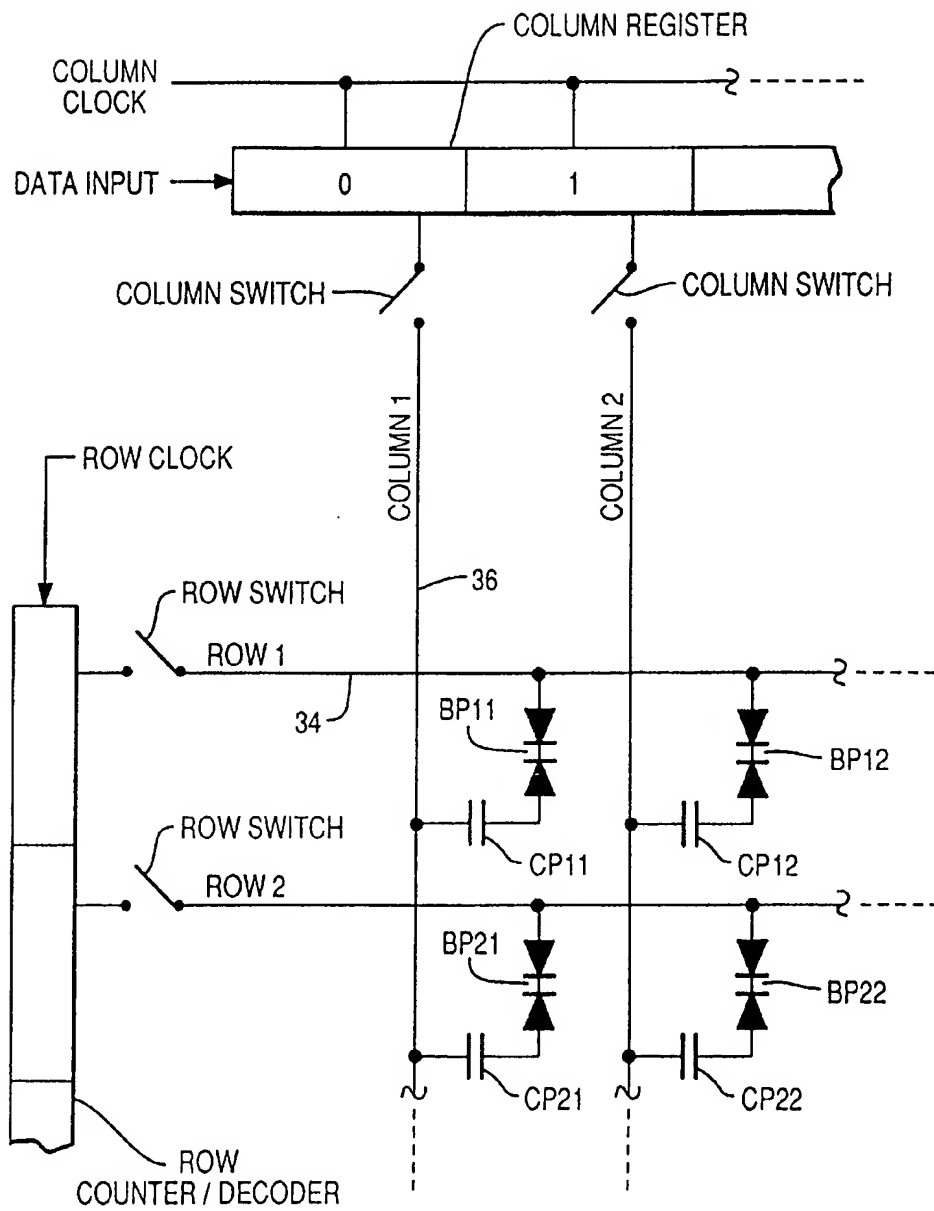 COLUMN REGISTER
COLUMN
CLOCK
DATA INPUT
0
1
COLUMN SWITCH
COLUMN SWITCH
COLUMN 1
COLUMN 2
ROW CLOCK
36
ROW SWITCH
ROW 1
34
BP11
BP12
ROW SWITCH
CP11
CP12
ROW 2
BP21
BP22
CP21
CP22
ROW
COUNTER / DECODER